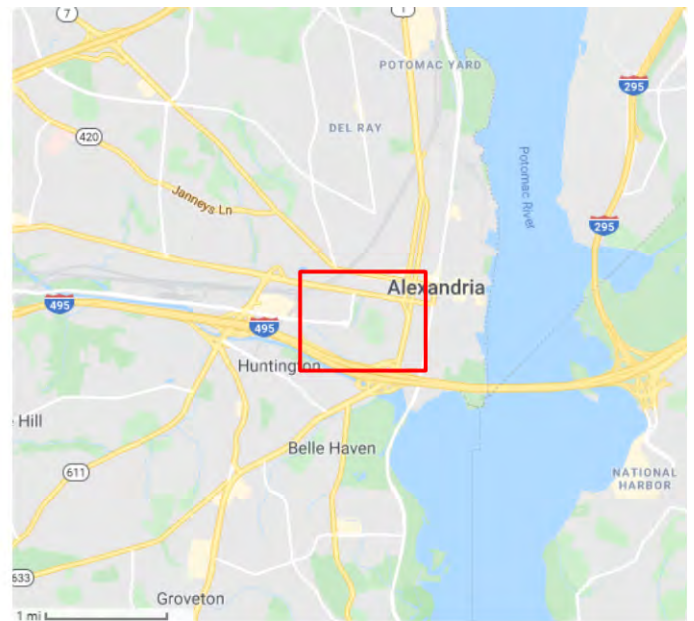 7
1
POTOMAC YARD
295
DEL RAY
420
Potomac River
Janneys Ln
295
Alexandria
495
495
Huntington
Hill
Belle Haven
611
NATIONAL
HARBOR
633
Groveton
1 mi